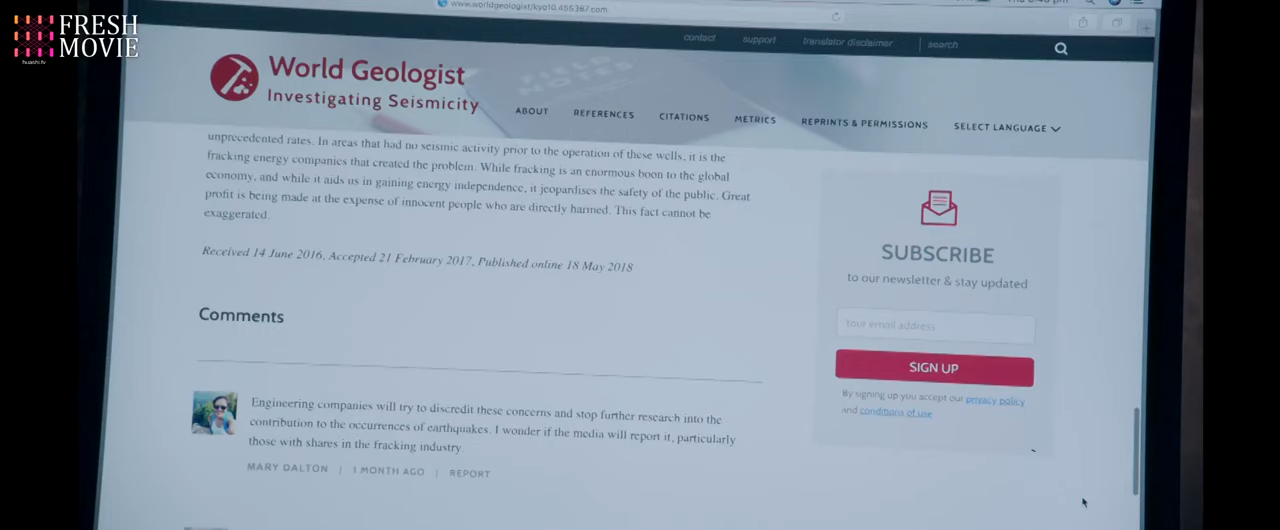 www.worldgeologist/kyo10.455387.com
FRESH
MOVIE
huashi.tv
contact support translator disclaimer search
World Geologist
Investigating Seismicity
ABOUT REFERENCES CITATIONS METRICS REPRINTS & PERMISSIONS SELECT LANGUAGE
unprecedented rates. In areas that had no seismic activity prior to the operation of these wells, it is the
fracking energy companies that created the problem. While fracking is an enormous boon to the global
economy, and while it aids us in gaining energy independence, it jeopardises the safety of the public. Great
profit is being made at the expense of innocent people who are directly harmed. This fact cannot be
exaggerated.
Received 14 June 2016, Accepted 21 February 2017, Published online 18 May 2018
SUBSCRIBE
to our newsletter & stay updated
Your email address
SIGN UP
By signing up you accept our privacy policy
and conditions of use
Comments
Engineering companies will try to discredit these concerns and stop further research into the
contribution to the occurrences of earthquakes. I wonder if the media will report it, particularly
those with shares in the fracking industry
MARY DALTON | 1 MONTH AGO | REPORT